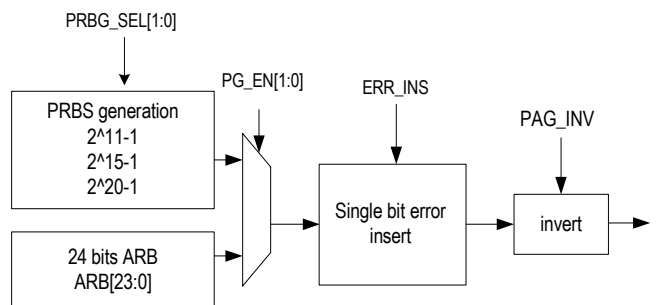 PRBG_SEL[1:0]
PG_EN[1:0]
ERR_INS
PAG_INV
PRBS generation
2^11-1
2^15-1
2^20-1
Single bit error
insert
invert
24 bits ARB
ARB[23:0]